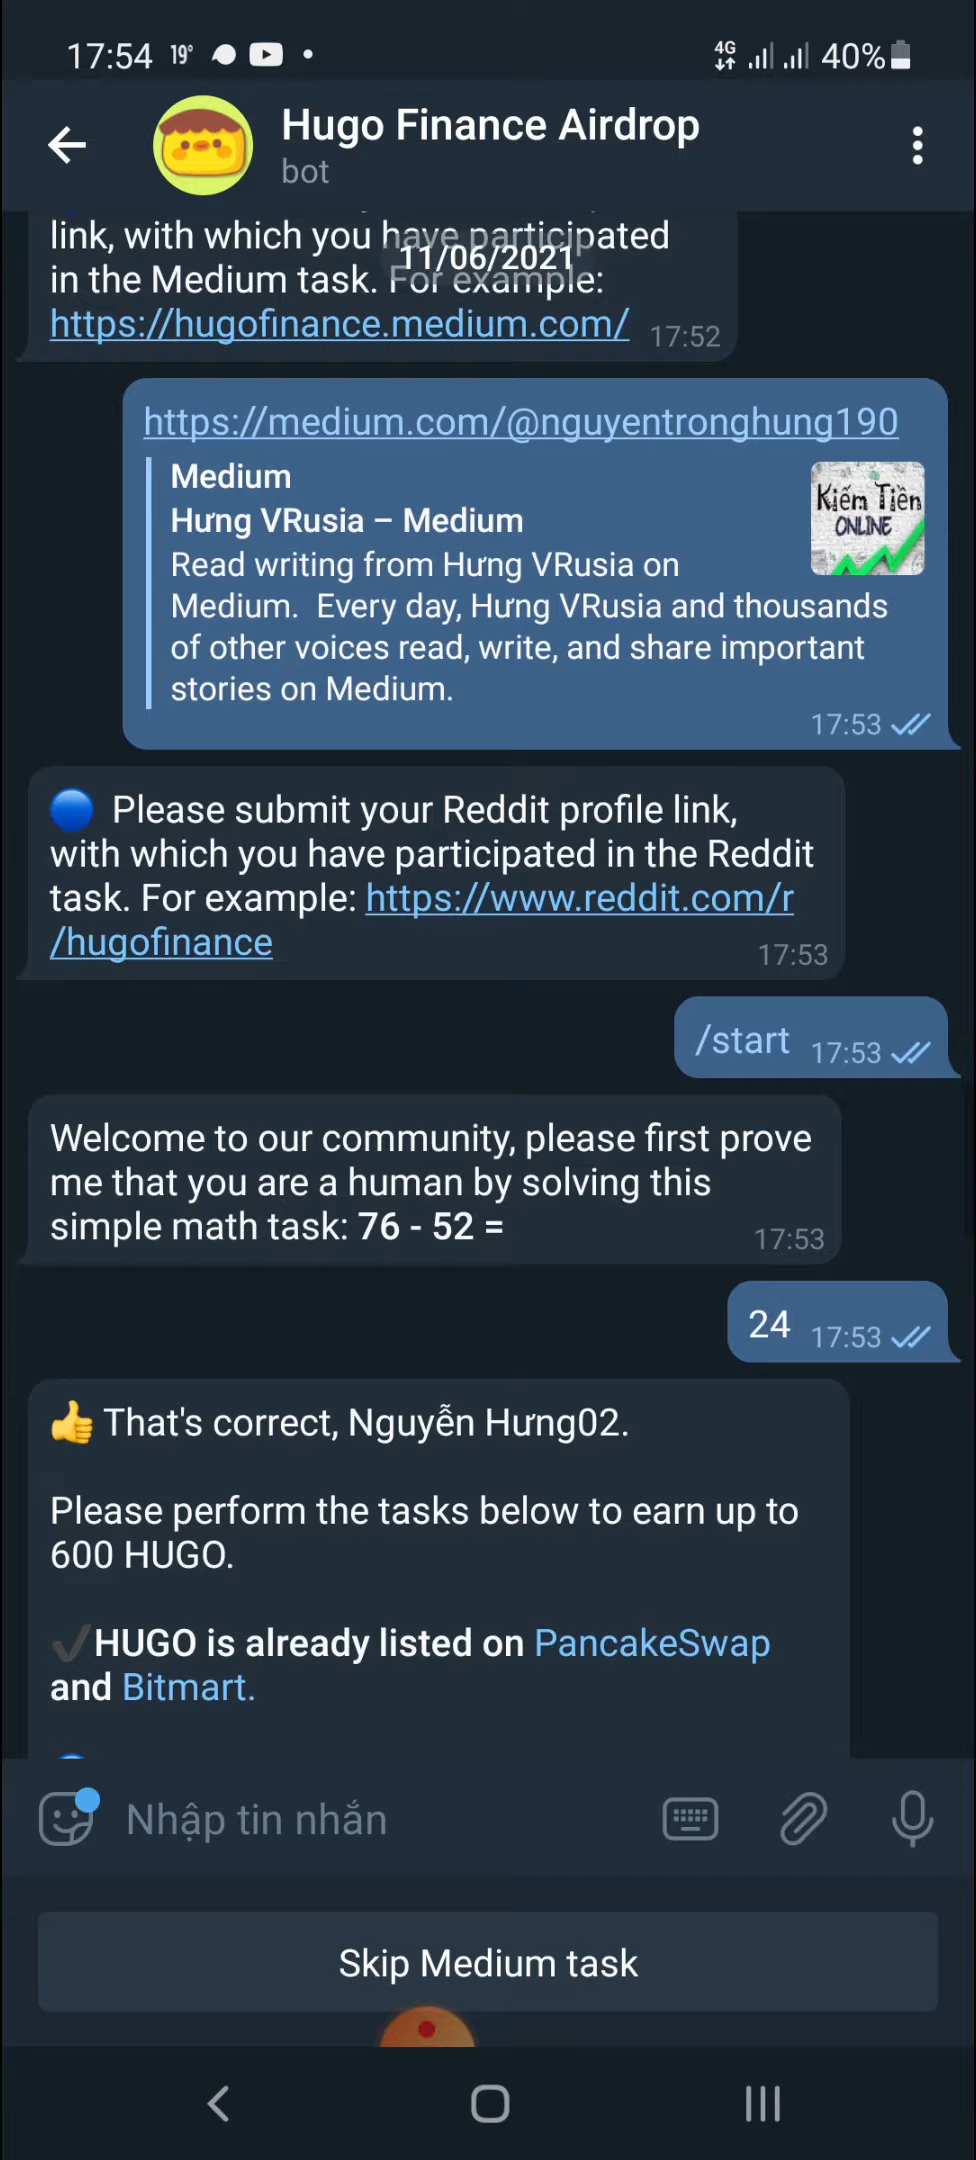 17:54 19°
4G 40%
Hugo Finance Airdrop
bot
link, with which you have participated
11/06/2021
in the Medium task. For example:
https://hugofinance.medium.com/ 17:52
https://medium.com/@nguyentronghung190
Medium
Hưng VRusia – Medium
Kiếm Tiền
ONLINE
Read writing from Hưng VRusia on
Medium. Every day, Hưng VRusia and thousands
of other voices read, write, and share important
stories on Medium.
17:53
Please submit your Reddit profile link,
with which you have participated in the Reddit
task. For example: https://www.reddit.com/r
/hugofinance 17:53
/start 17:53
Welcome to our community, please first prove
me that you are a human by solving this
simple math task: 76 - 52 = 17:53
24 17:53
That's correct, Nguyễn Hưng02.
Please perform the tasks below to earn up to
600 HUGO.
HUGO is already listed on PancakeSwap
and Bitmart.
Nhập tin nhắn
Skip Medium task